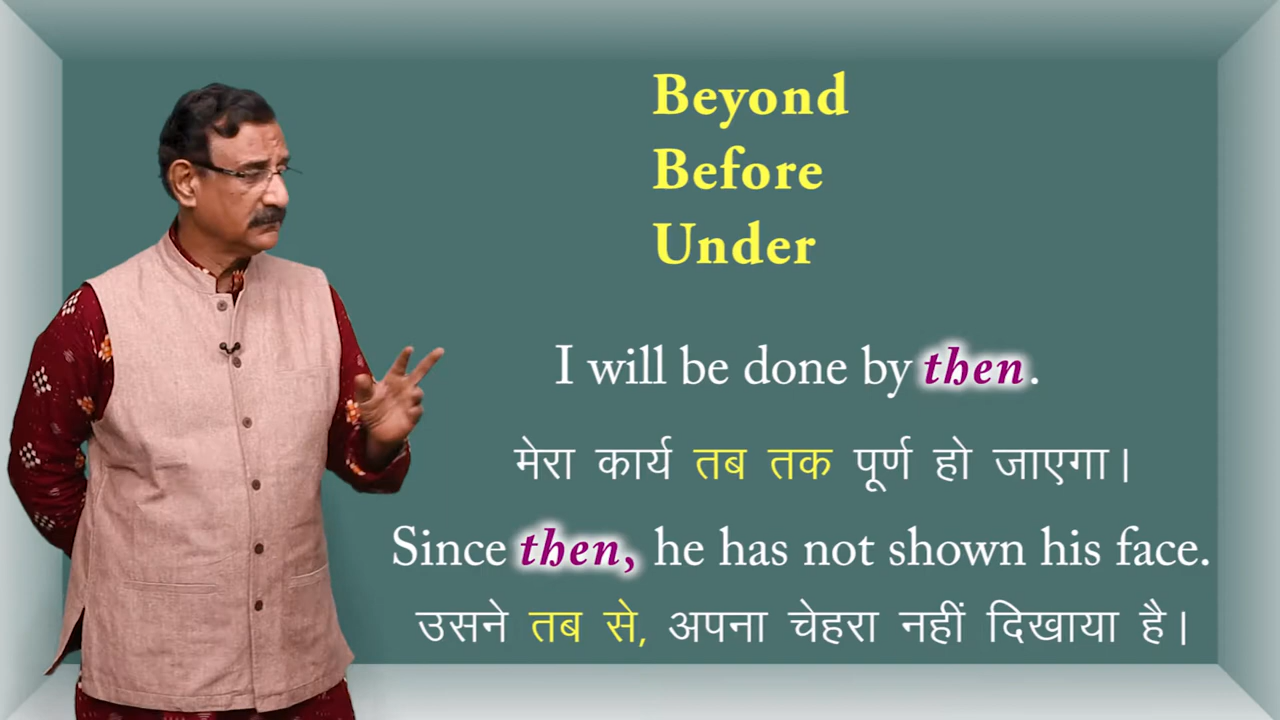 Beyond
Before
Under
I will be done by then.
मेरा कार्य तब तक पूर्ण हो जाएगा।
Since then, he has not shown his face.
उसने तब से, अपना चेहरा नहीं दिखाया है।